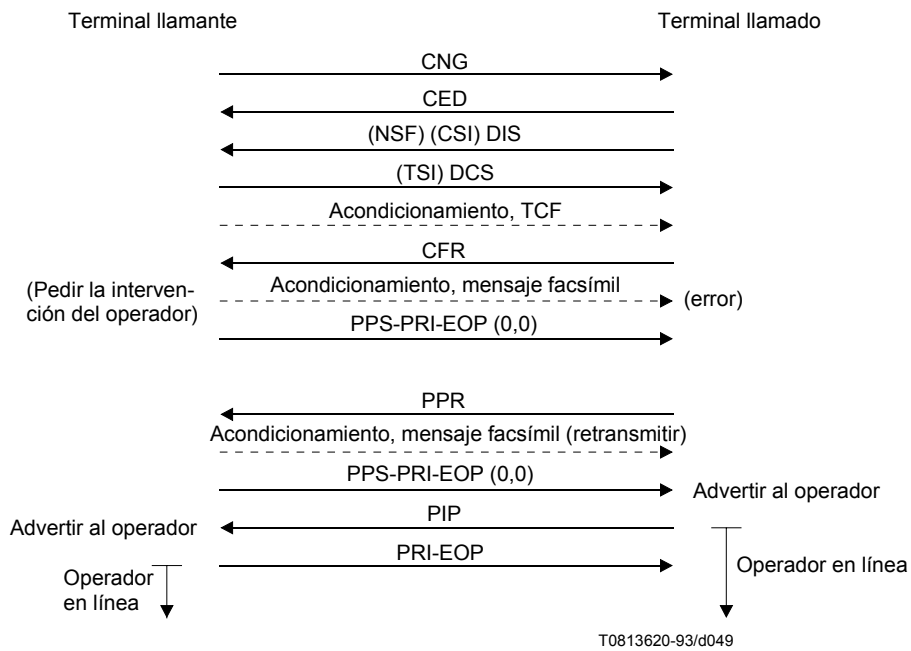 Terminal llamante
Terminal llamado
CNG
CED
(NSF) (CSI) DIS
(TSI) DCS
Acondicionamiento, TCF
CFR
(Pedir la interven-
ción del operador)
Acondicionamiento, mensaje facsímil
(error)
PPS-PRI-EOP (0,0)
PPR
Acondicionamiento, mensaje facsímil (retransmitir)
PPS-PRI-EOP (0,0)
Advertir al operador
PIP
Advertir al operador
PRI-EOP
Operador
en línea
Operador en línea
T0813620-93/d049